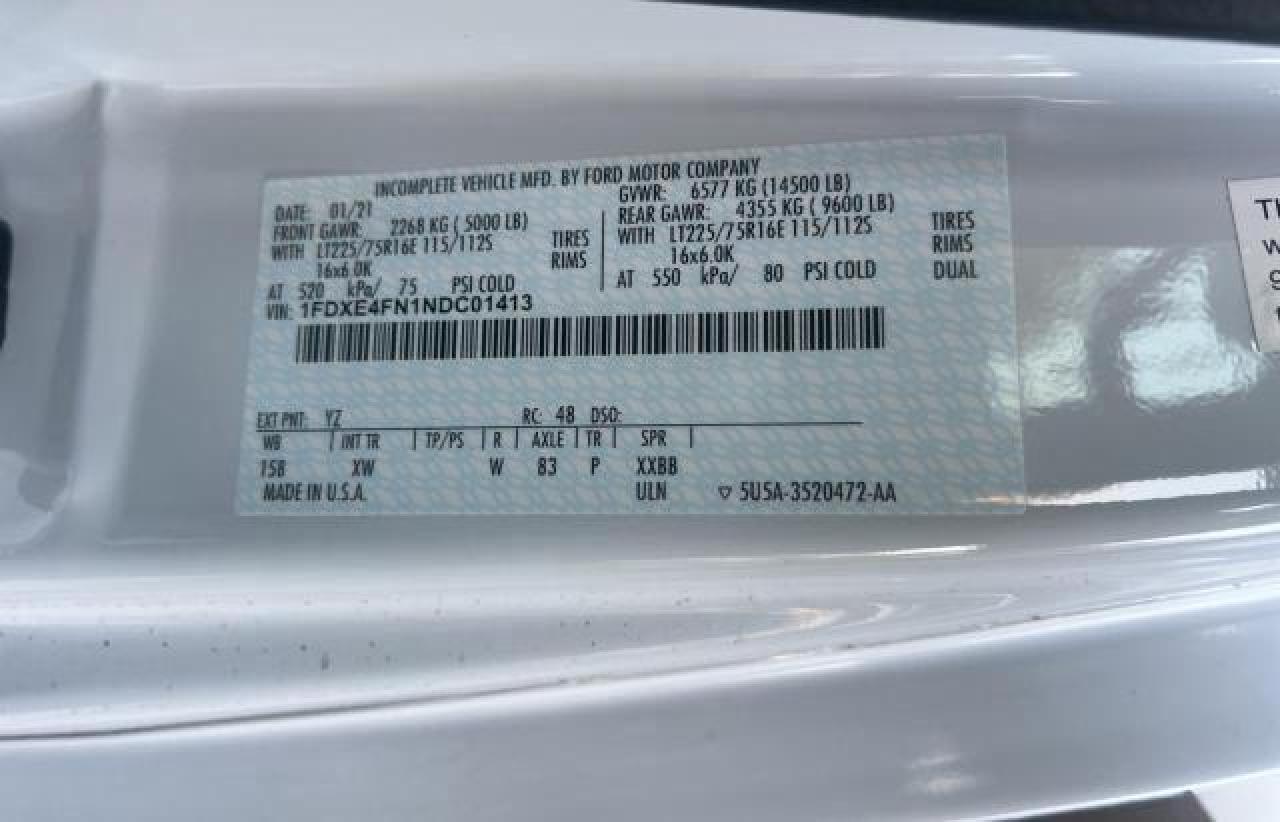 INCOMPLETE VEHICLE MFD. BY FORD MOTOR COMPANY
DATE: 01/21
FRONT GAWR: 2268 KG ( 5000 LB)
WITH LT225/75R16E 115/112S TIRES
16x6.0K RIMS
AT 520 kPa/ 75 PSI COLD
GVWR: 6577 KG (14500 LB)
REAR GAWR: 4355 KG ( 9600 LB)
WITH LT225/75R16E 115/112S TIRES
16x6.0K RIMS
AT 550 kPa/ 80 PSI COLD DUAL
VIN: 1FDXE4FN1NDC01413
EXT PNT: YZ RC: 48 DSO:
WB INT TR TP/PS R AXLE TR SPR
158 XW W 83 P XXBB
MADE IN U.S.A. ULN ▽ 5U5A-3520472-AA